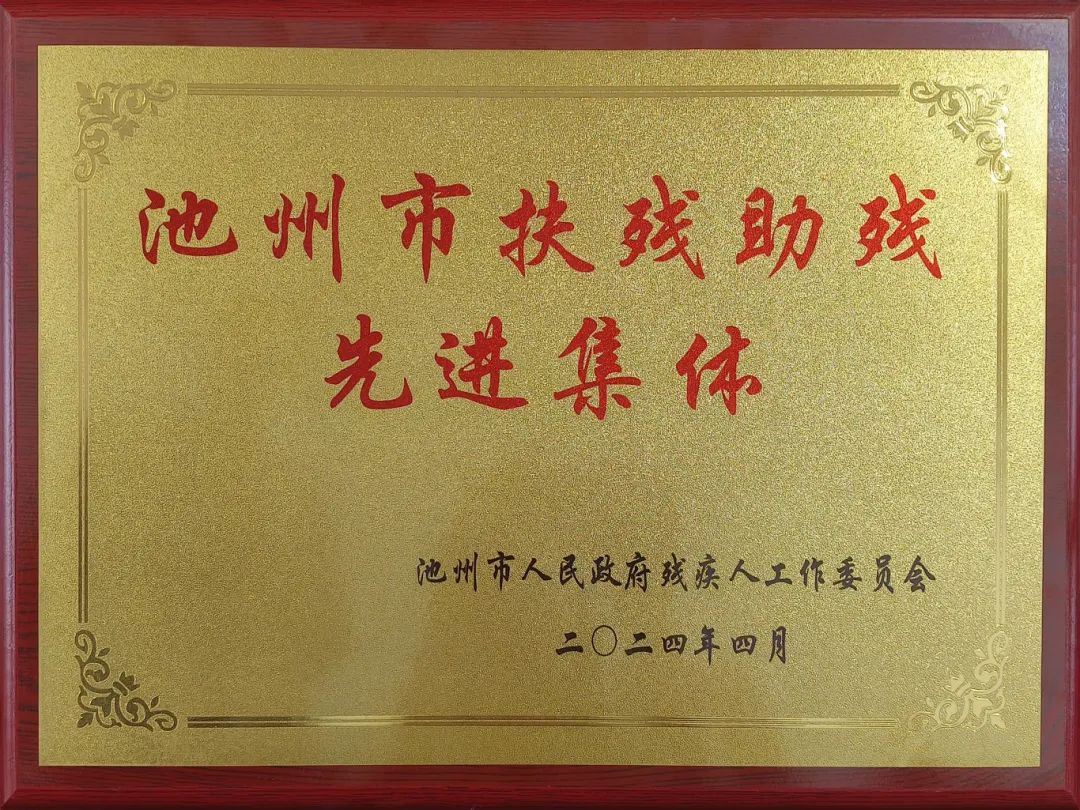 池州市扶残助残
先进集体
池州市人民政府残疾人工作委员会
二〇二四年四月